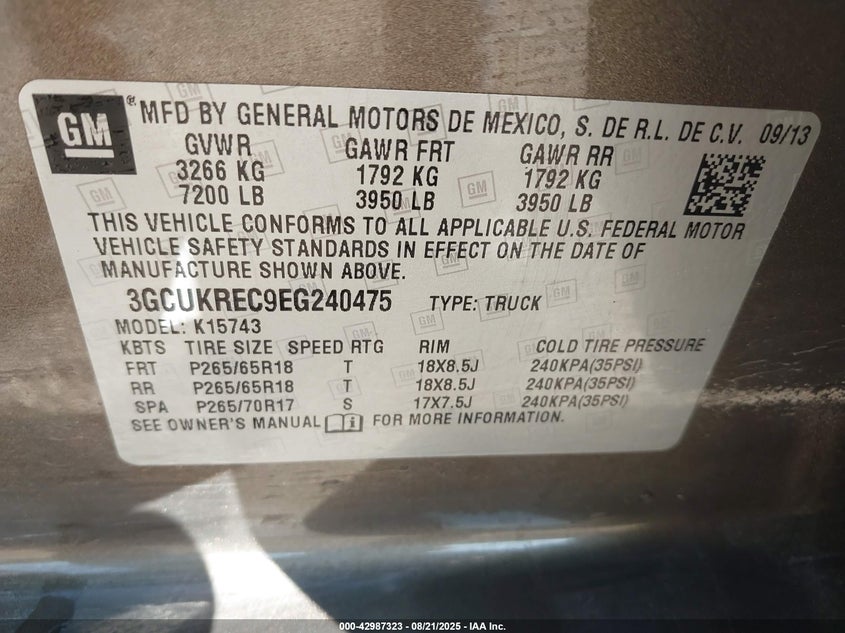 GM ® MFD BY GENERAL MOTORS DE MEXICO, S. DE R.L. DE C.V. 09/13
GVWR GAWR FRT GAWR RR
3266 KG 1792 KG 1792 KG
7200 LB 3950 LB 3950 LB
THIS VEHICLE CONFORMS TO ALL APPLICABLE U.S. FEDERAL MOTOR
VEHICLE SAFETY STANDARDS IN EFFECT ON THE DATE OF
MANUFACTURE SHOWN ABOVE.
3GCUKREC9EG240475 TYPE: TRUCK
MODEL: K15743
KBTS TIRE SIZE SPEED RTG RIM COLD TIRE PRESSURE
FRT P265/65R18 T 18X8.5J 240KPA(35PSI)
RR P265/65R18 T 18X8.5J 240KPA(35PSI)
SPA P265/70R17 S 17X7.5J 240KPA(35PSI)
SEE OWNER'S MANUAL FOR MORE INFORMATION.
000-42987323 - 08/21/2025 - IAA Inc.